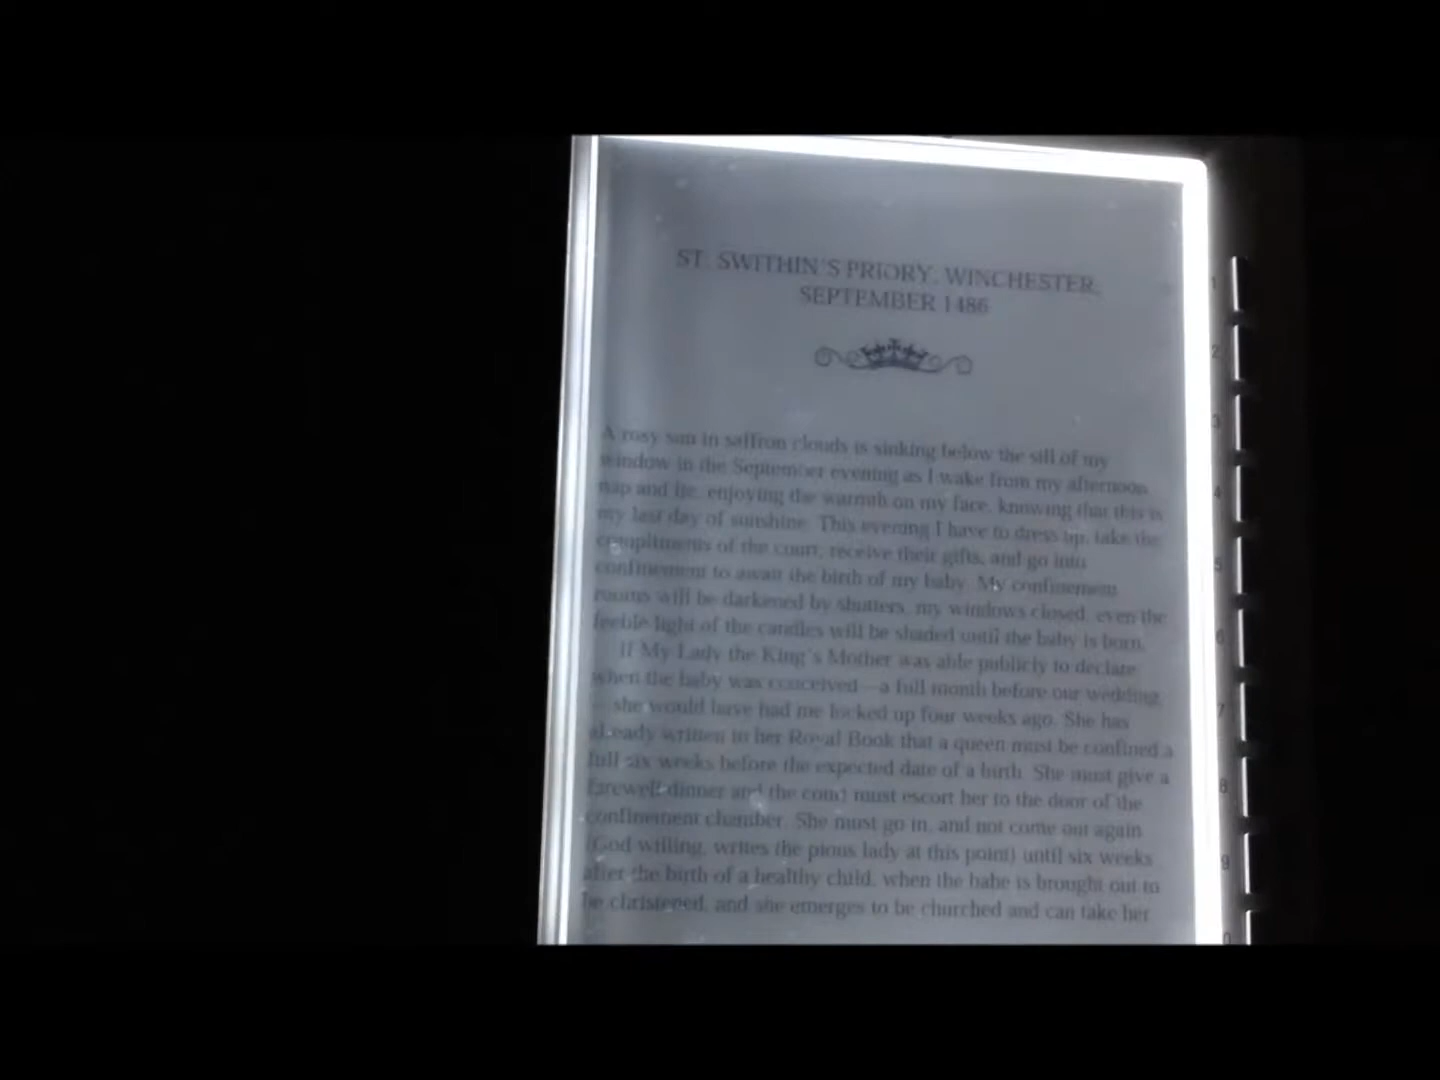 ST. SWITHIN'S PRIORY, WINCHESTER,
SEPTEMBER 1486
A rosy sun in saffron clouds is sinking below the sill of my
window in the September evening as I wake from my afternoon
nap and lie, enjoying the warmth on my face, knowing that this is
my last day of sunshine. This evening I have to dress up, take the
compliments of the court, receive their gifts, and go into
confinement to await the birth of my baby. My confinement
rooms will be darkened by shutters, my windows closed, even the
feeble light of the candles will be shaded until the baby is born.
If My Lady the King's Mother was able publicly to declare
when the baby was conceived—a full month before our wedding
—she would have had me locked up four weeks ago. She has
already written in her Royal Book that a queen must be confined a
full six weeks before the expected date of a birth. She must give a
farewell dinner and the court must escort her to the door of the
confinement chamber. She must go in, and not come out again
(God willing, writes the pious lady at this point) until six weeks
after the birth of a healthy child, when the babe is brought out to
be christened, and she emerges to be churched and can take her
1
2
3
4
5
6
7
8
9
0